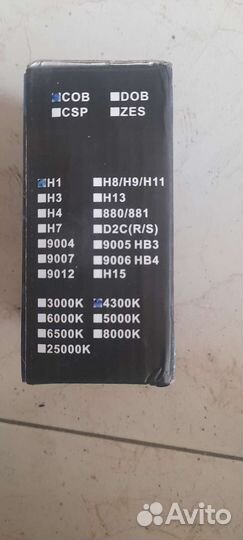 COB DOB
CSP ZES
H1 H8/H9/H11
H3 H13
H4 880/881
H7 D2C(R/S)
9004 9005 HB3
9007 9006 HB4
9012 H15
3000K 4300K
6000K 5000K
6500K 8000K
25000K
Avito